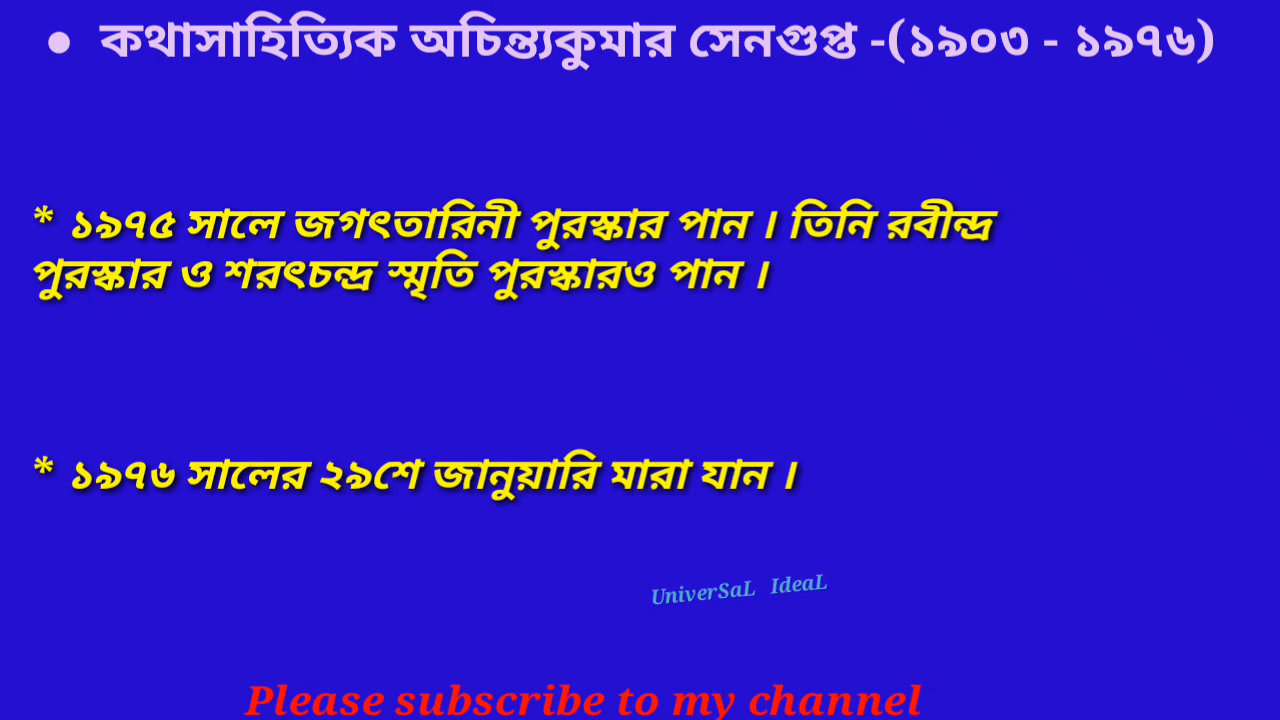 ● কথাসাহিত্যিক অচিন্ত্যকুমার সেনগুপ্ত -(১৯০৩ - ১৯৭৬)
* ১৯৭৫ সালে জগৎতারিনী পুরস্কার পান । তিনি রবীন্দ্র
পুরস্কার ও শরৎচন্দ্র স্মৃতি পুরস্কারও পান ।
* ১৯৭৬ সালের ২৯শে জানুয়ারি মারা যান ।
UniverSaL IdeaL
Please subscribe to my channel